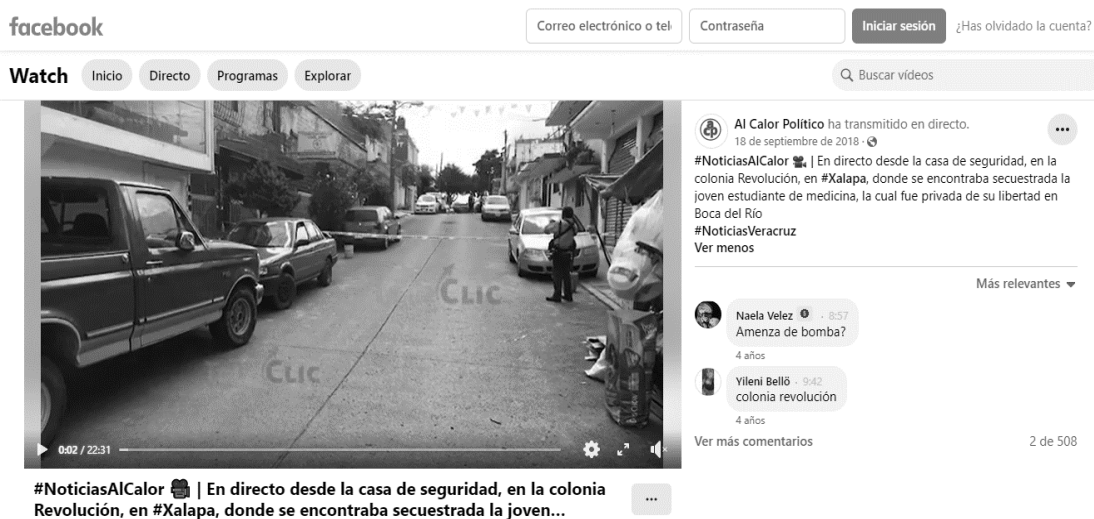 facebook
Correo electrónico o telé
Contraseña
Iniciar sesión
¿Has olvidado la cuenta?
Watch
Inicio
Directo
Programas
Explorar
Buscar vídeos
CLIC
CLIC
0:02 / 22:31
#NoticiasAlCalor | En directo desde la casa de seguridad, en la colonia
Revolución, en #Xalapa, donde se encontraba secuestrada la joven...
Al Calor Político ha transmitido en directo.
18 de septiembre de 2018 ·
#NoticiasAlCalor 🎥 | En directo desde la casa de seguridad, en la
colonia Revolución, en #Xalapa, donde se encontraba secuestrada la
joven estudiante de medicina, la cual fue privada de su libertad en
Boca del Río
#NoticiasVeracruz
Ver menos
Más relevantes
Naela Velez · 8:57
Amenza de bomba?
4 años
Yileni Bellö · 9:42
colonia revolución
4 años
Ver más comentarios
2 de 508